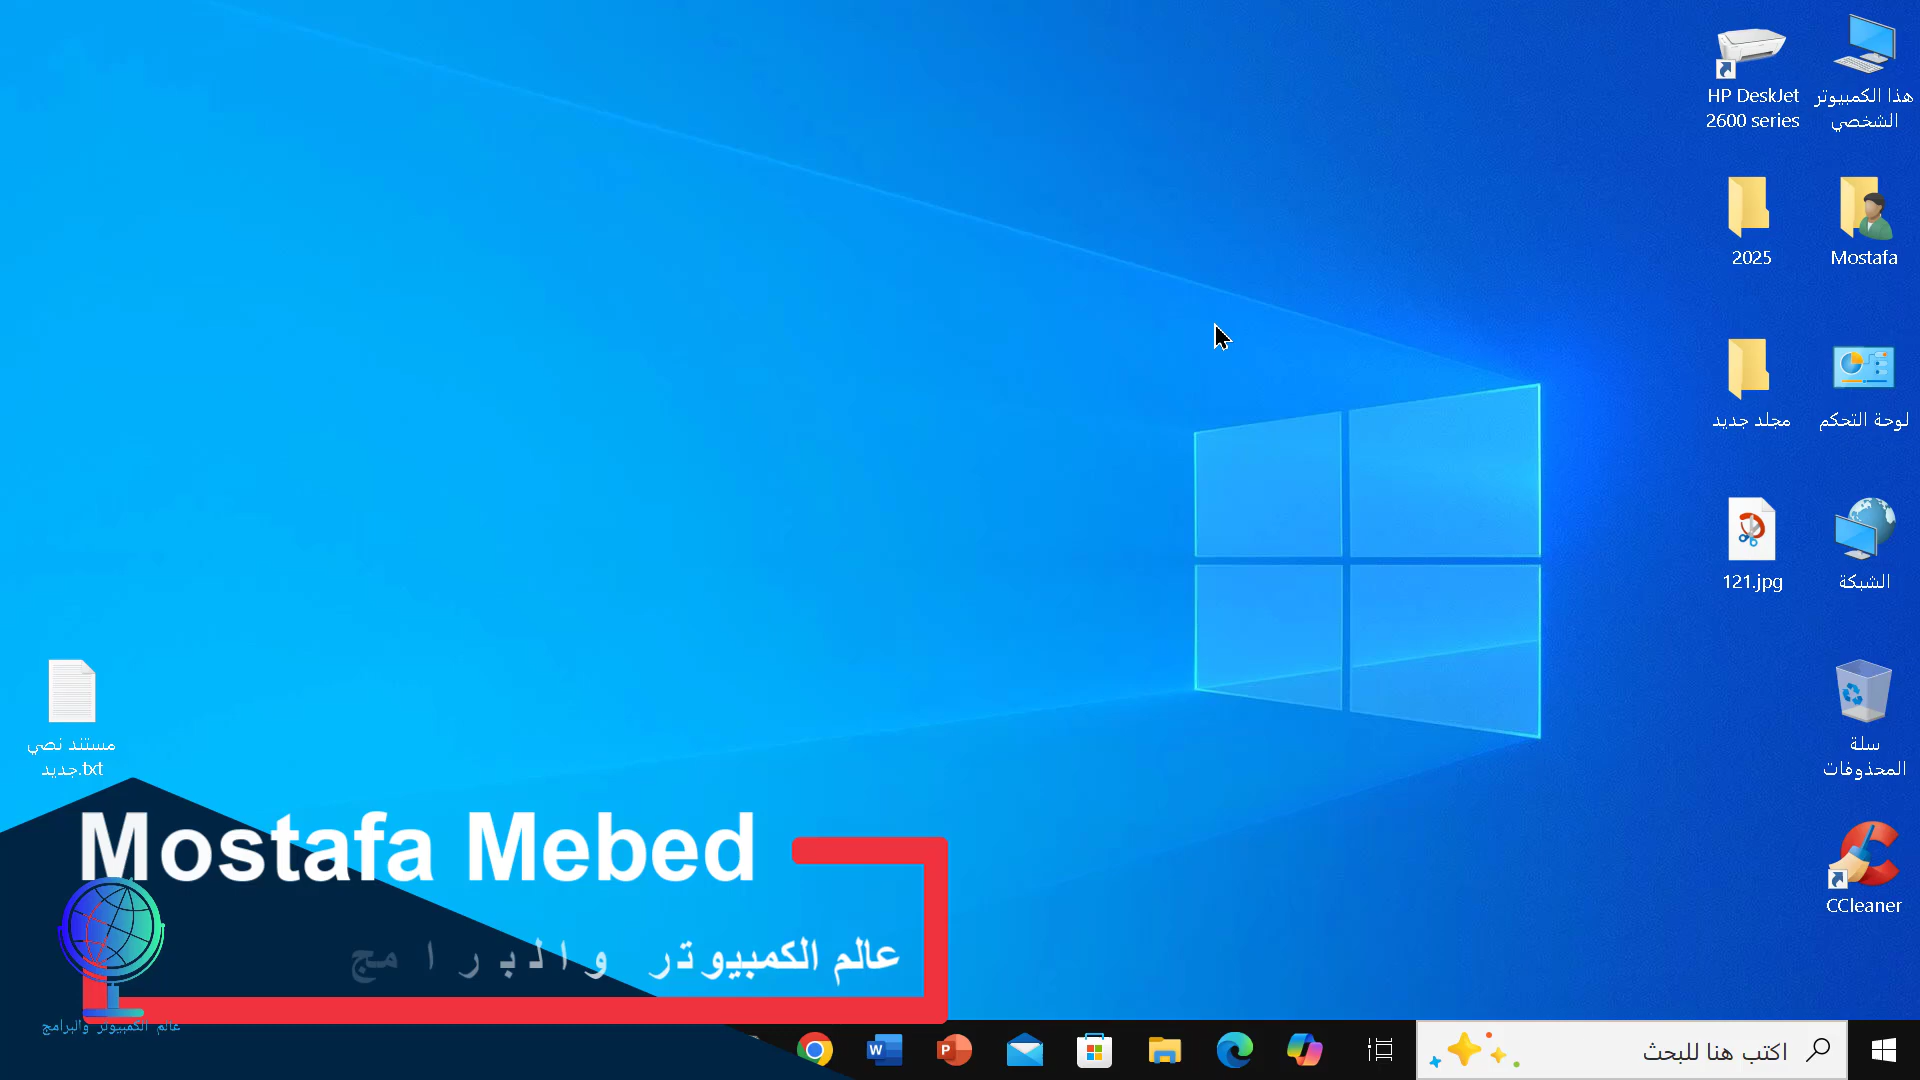 هذا الكمبيوتر
الشخصي
HP DeskJet
2600 series
Mostafa
2025
لوحة التحكم
مجلد جديد
الشبكة
121.jpg
سلة
المحذوفات
CCleaner
مستند نصي
جديد.txt
Mostafa Mebed
عالم الكمبيوتر والبرامج
عالم الكمبيوتر والبرامج
اكتب هنا للبحث
W
P